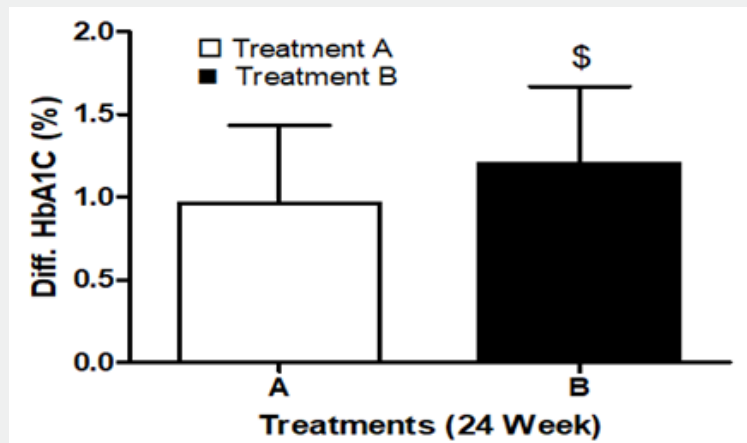 2.0
Treatment A
Treatment B
$
1.5
1.0
0.5
0.0
Diff. HbA1C (%)
A
B
Treatments (24 Week)